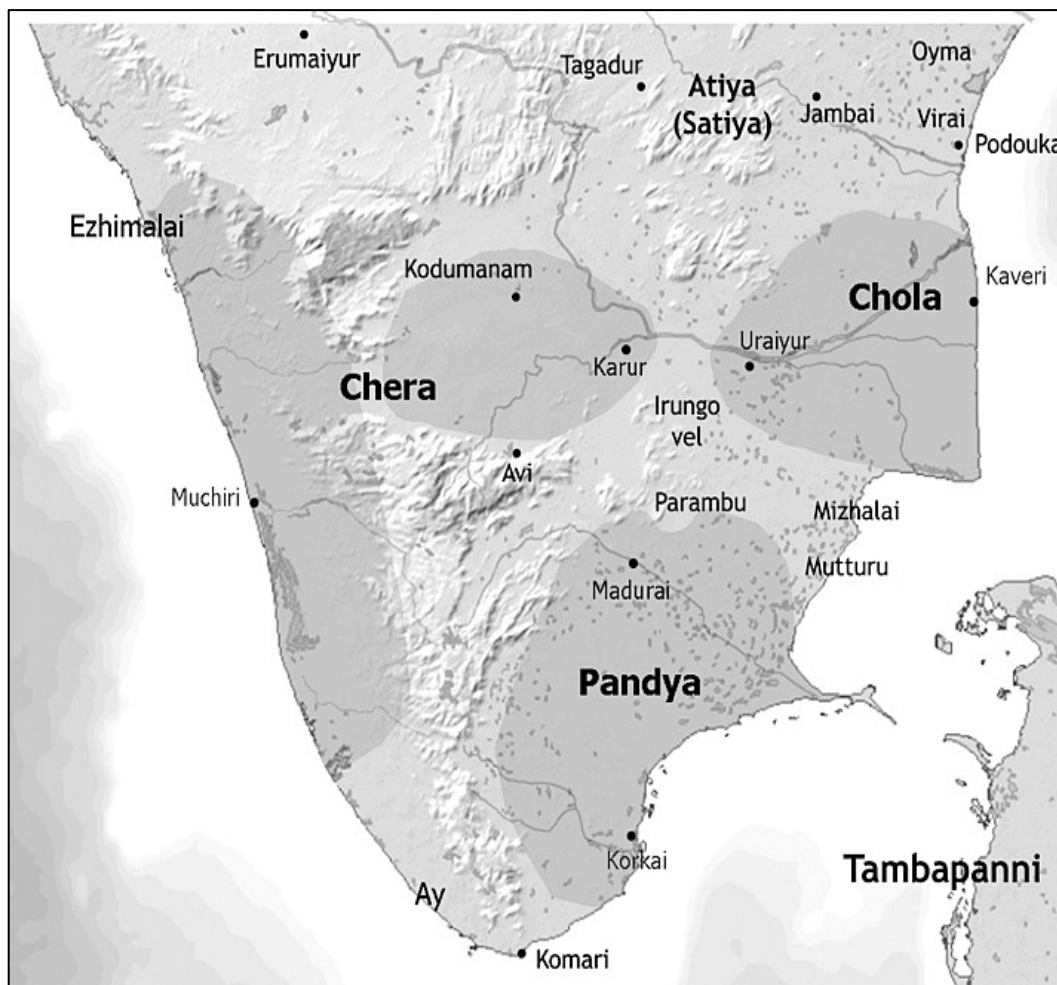 Oyma
Erumaiyur
Tagadur
Atiya
(Satiya)
Jambai
Virai
Podouka
Ezhimalai
Kodumanam
Kaveri
Chola
Uraiyur
Karur
Chera
Irungo
vel
Avi
Muchiri
Parambu
Mizhalai
Mutturu
Madurai
Pandya
Korkai
Tambapanni
Ay
Komari